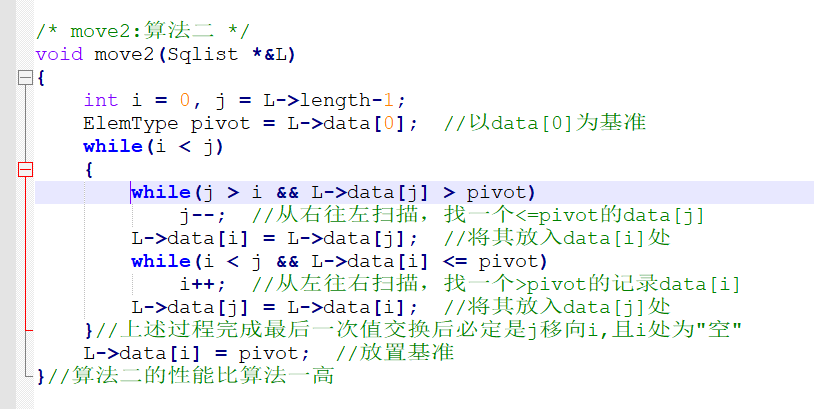 /* move2:算法二 */
void move2(Sqlist *&L)
{
    int i = 0, j = L->length-1;
    ElemType pivot = L->data[0];  //以data[0]为基准
    while(i < j)
    {
        while(j > i && L->data[j] > pivot)
            j--;  //从右往左扫描，找一个<=pivot的data[j]
        L->data[i] = L->data[j];  //将其放入data[i]处
        while(i < j && L->data[i] <= pivot)
            i++;  //从左往右扫描，找一个>pivot的记录data[i]
        L->data[j] = L->data[i];  //将其放入data[j]处
    }//上述过程完成最后一次值交换后必定是j移向i,且i处为"空"
    L->data[i] = pivot;  //放置基准
}//算法二的性能比算法一高